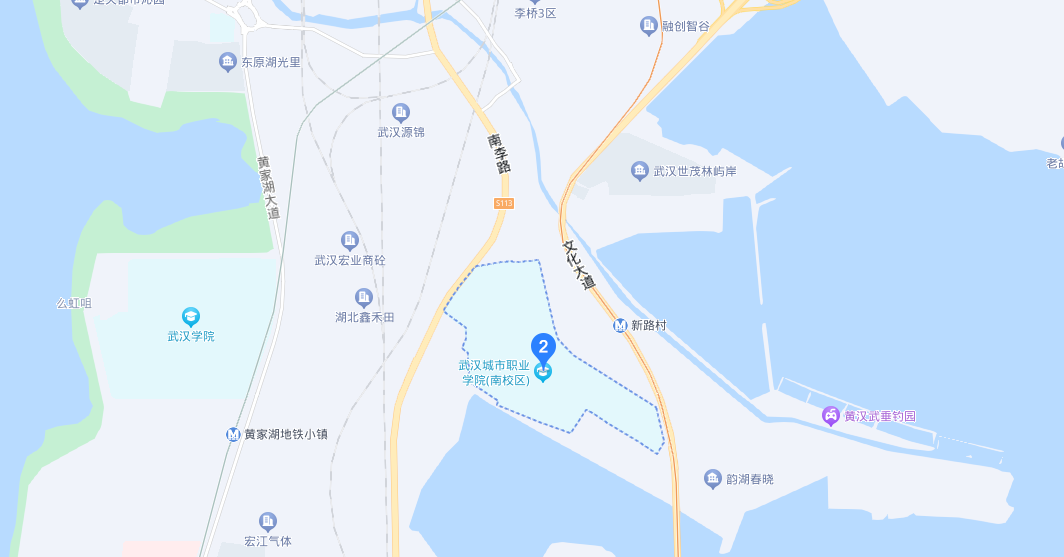 李桥3区
融创智谷
东原湖光里
武汉源锦
南李路
黄家湖大道
武汉世茂林屿岸
S113
文化大道
武汉宏业商砼
么虹咀
湖北鑫禾田
武汉学院
新路村
2
武汉城市职业
学院(南校区)
黄汉武垂钓园
黄家湖地铁小镇
韵湖春晓
宏江气体